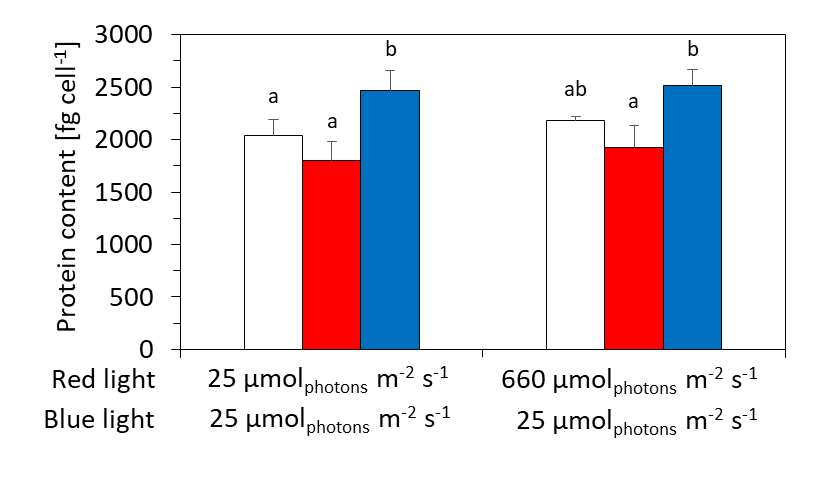 Protein content [fg cell⁻¹]
3000
2500
2000
1500
1000
500
0
a
a
b
ab
a
b
Red light 25 µmolphotons m⁻² s⁻¹ 660 µmolphotons m⁻² s⁻¹
Blue light 25 µmolphotons m⁻² s⁻¹ 25 µmolphotons m⁻² s⁻¹